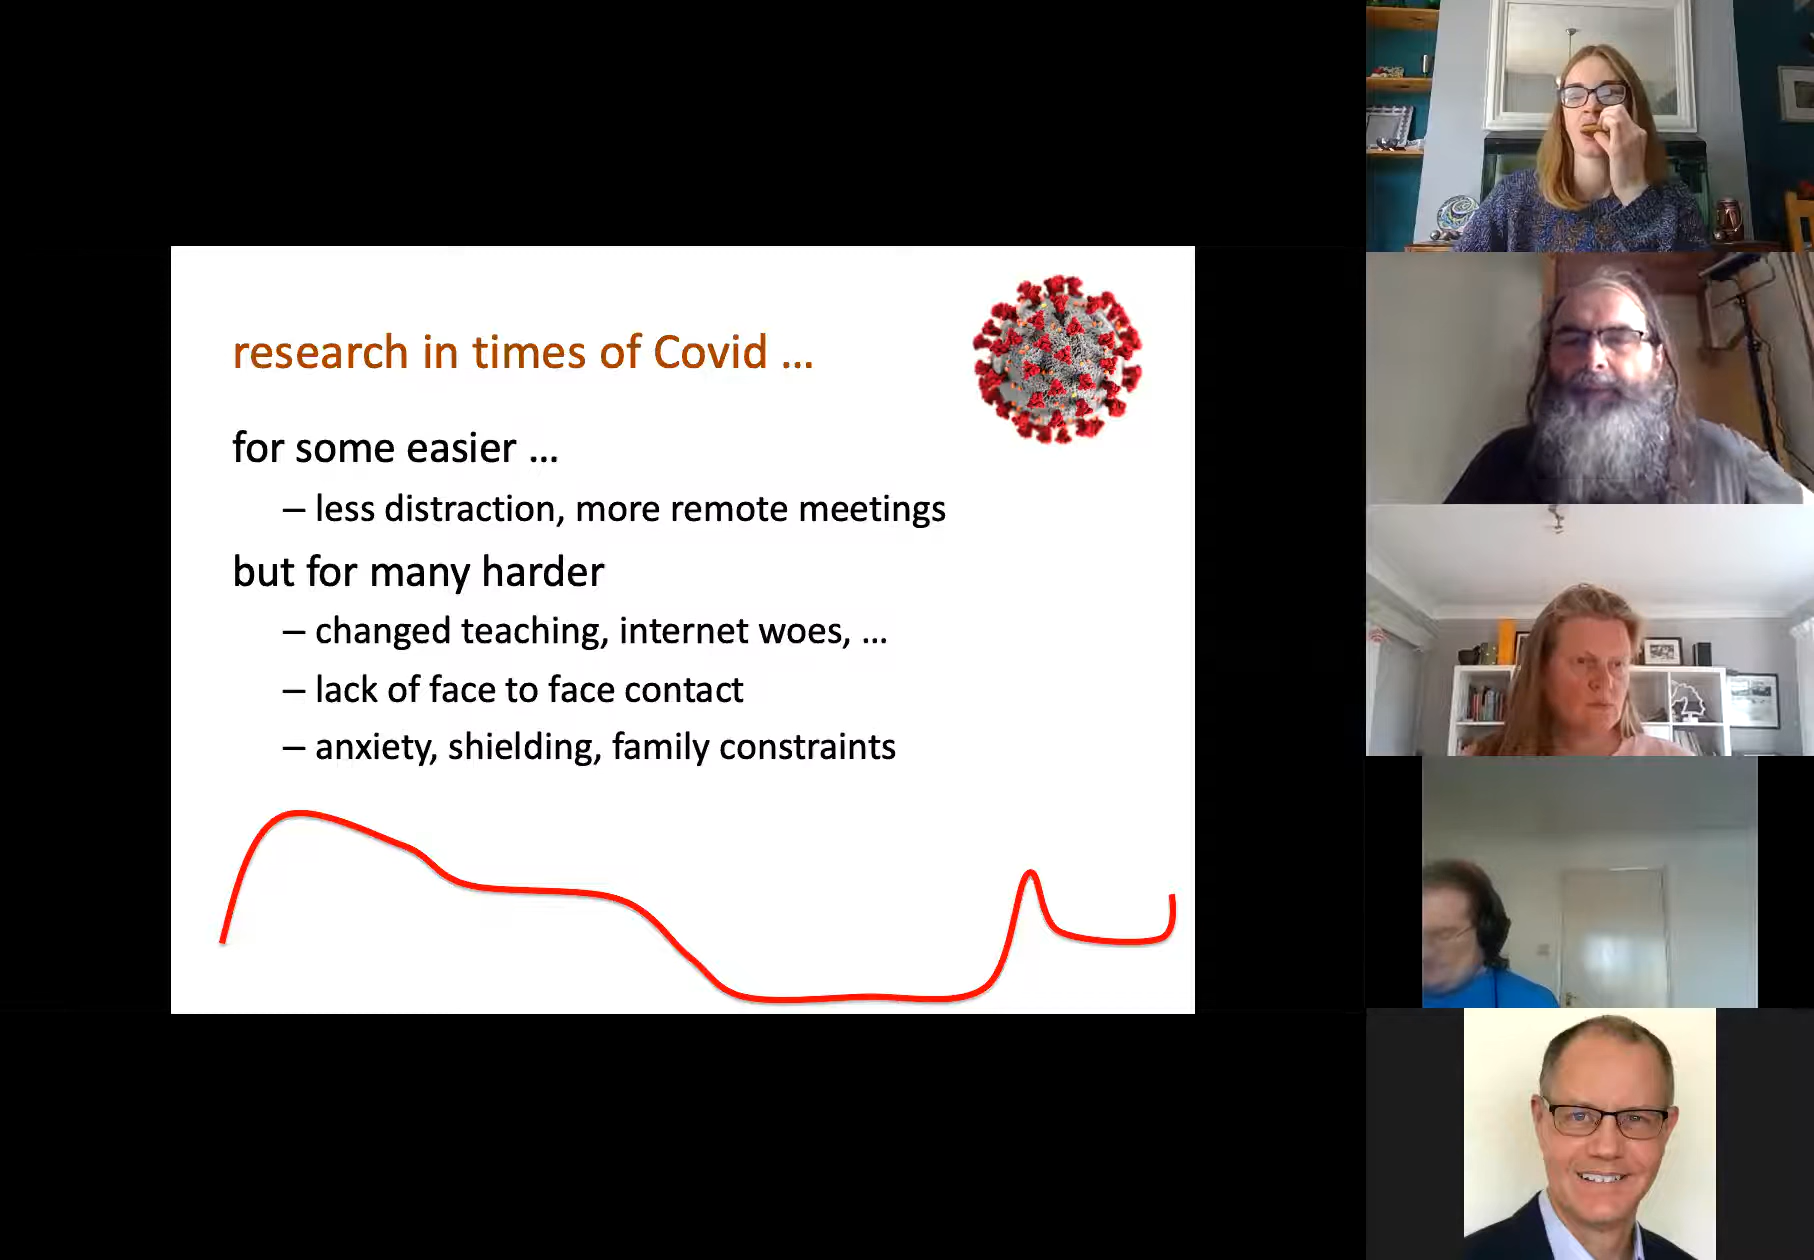 research in times of Covid ...
for some easier ...
– less distraction, more remote meetings
but for many harder
– changed teaching, internet woes, ...
– lack of face to face contact
– anxiety, shielding, family constraints